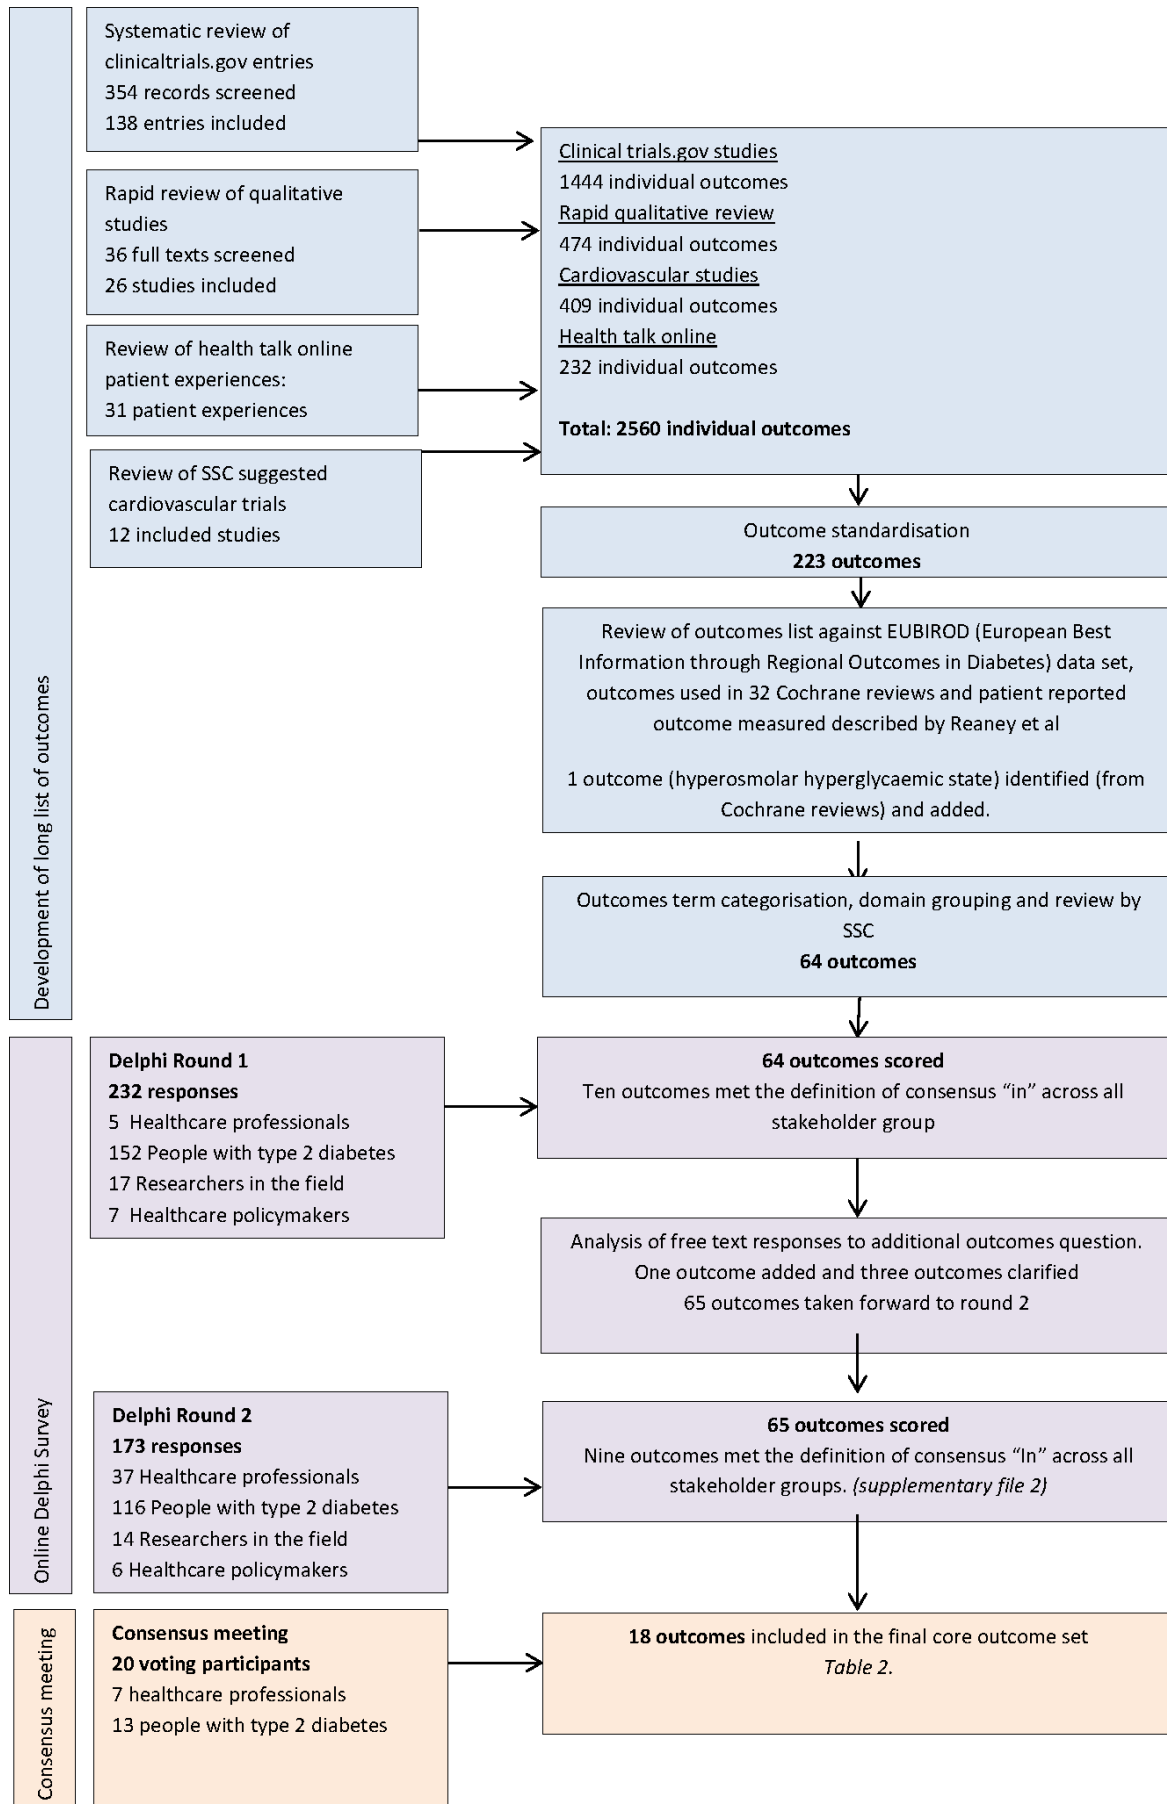 Development of long list of outcomes
Systematic review of
clinicaltrials.gov entries
354 records screened
138 entries included
Rapid review of qualitative
studies
36 full texts screened
26 studies included
Review of health talk online
patient experiences:
31 patient experiences
Review of SSC suggested
cardiovascular trials
12 included studies
Clinical trials.gov studies
1444 individual outcomes
Rapid qualitative review
474 individual outcomes
Cardiovascular studies
409 individual outcomes
Health talk online
232 individual outcomes
Total: 2560 individual outcomes
Outcome standardisation
223 outcomes
Review of outcomes list against EUBIROD (European Best
Information through Regional Outcomes in Diabetes) data set,
outcomes used in 32 Cochrane reviews and patient reported
outcome measured described by Reaney et al
1 outcome (hyperosmolar hyperglycaemic state) identified (from
Cochrane reviews) and added.
Outcomes term categorisation, domain grouping and review by
SSC
64 outcomes
Online Delphi Survey
Delphi Round 1
232 responses
5 Healthcare professionals
152 People with type 2 diabetes
17 Researchers in the field
7 Healthcare policymakers
64 outcomes scored
Ten outcomes met the definition of consensus “in” across all
stakeholder group
Analysis of free text responses to additional outcomes question.
One outcome added and three outcomes clarified
65 outcomes taken forward to round 2
Delphi Round 2
173 responses
37 Healthcare professionals
116 People with type 2 diabetes
14 Researchers in the field
6 Healthcare policymakers
65 outcomes scored
Nine outcomes met the definition of consensus “In” across all
stakeholder groups. (supplementary file 2)
Consensus meeting
Consensus meeting
20 voting participants
7 healthcare professionals
13 people with type 2 diabetes
18 outcomes included in the final core outcome set
Table 2.